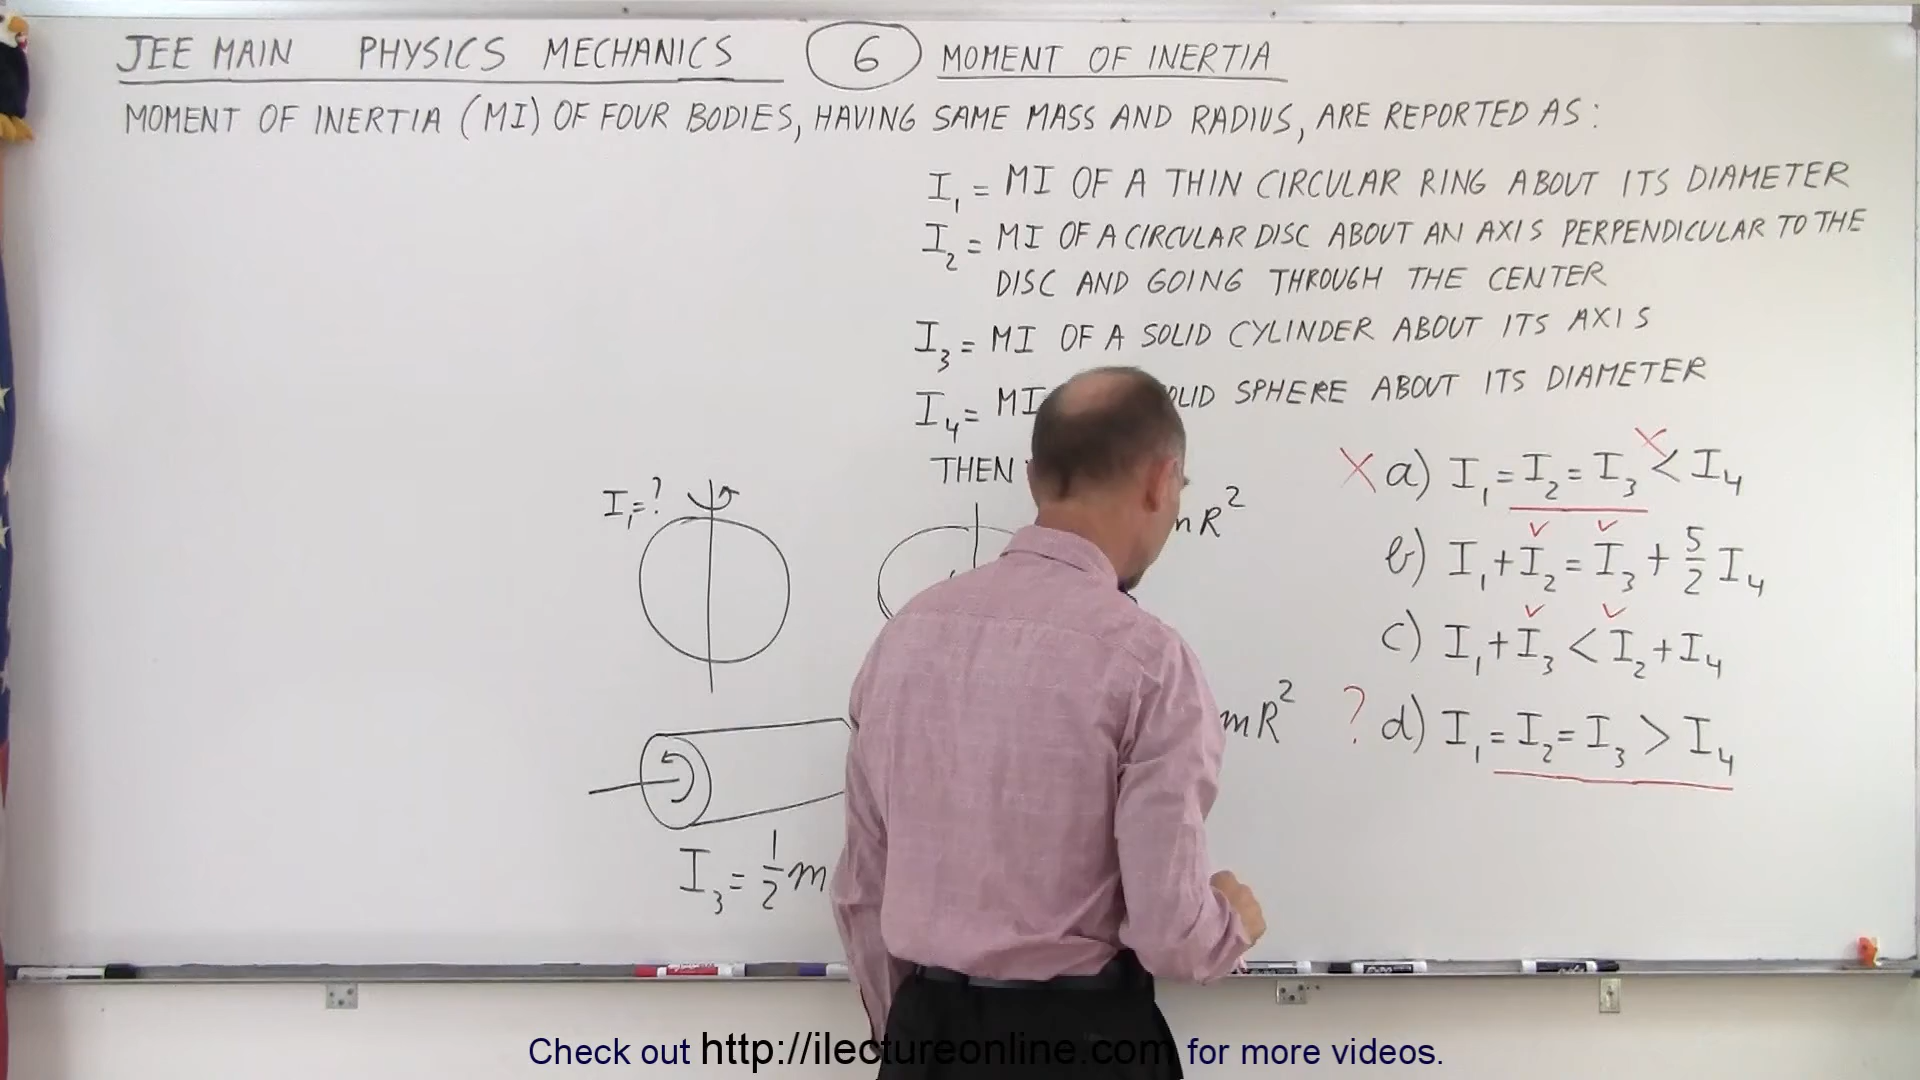 JEE MAIN PHYSICS MECHANICS 6 MOMENT OF INERTIA
MOMENT OF INERTIA (MI) OF FOUR BODIES, HAVING SAME MASS AND RADIUS, ARE REPORTED AS:
I₁ = MI OF A THIN CIRCULAR RING ABOUT ITS DIAMETER
I₂ = MI OF A CIRCULAR DISC ABOUT AN AXIS PERPENDICULAR TO THE
DISC AND GOING THROUGH THE CENTER
I₃ = MI OF A SOLID CYLINDER ABOUT ITS AXIS
I₄ = MI OLID SPHERE ABOUT ITS DIAMETER
THEN
I₁ = ?
mR²
mR²
I₃ = 1/2 m
X a) I₁ = I₂ = I₃ < I₄
b) I₁ + I₂ = I₃ + 5/2 I₄
c) I₁ + I₃ < I₂ + I₄
? d) I₁ = I₂ = I₃ > I₄
Check out http://ilectureonline.com for more videos.